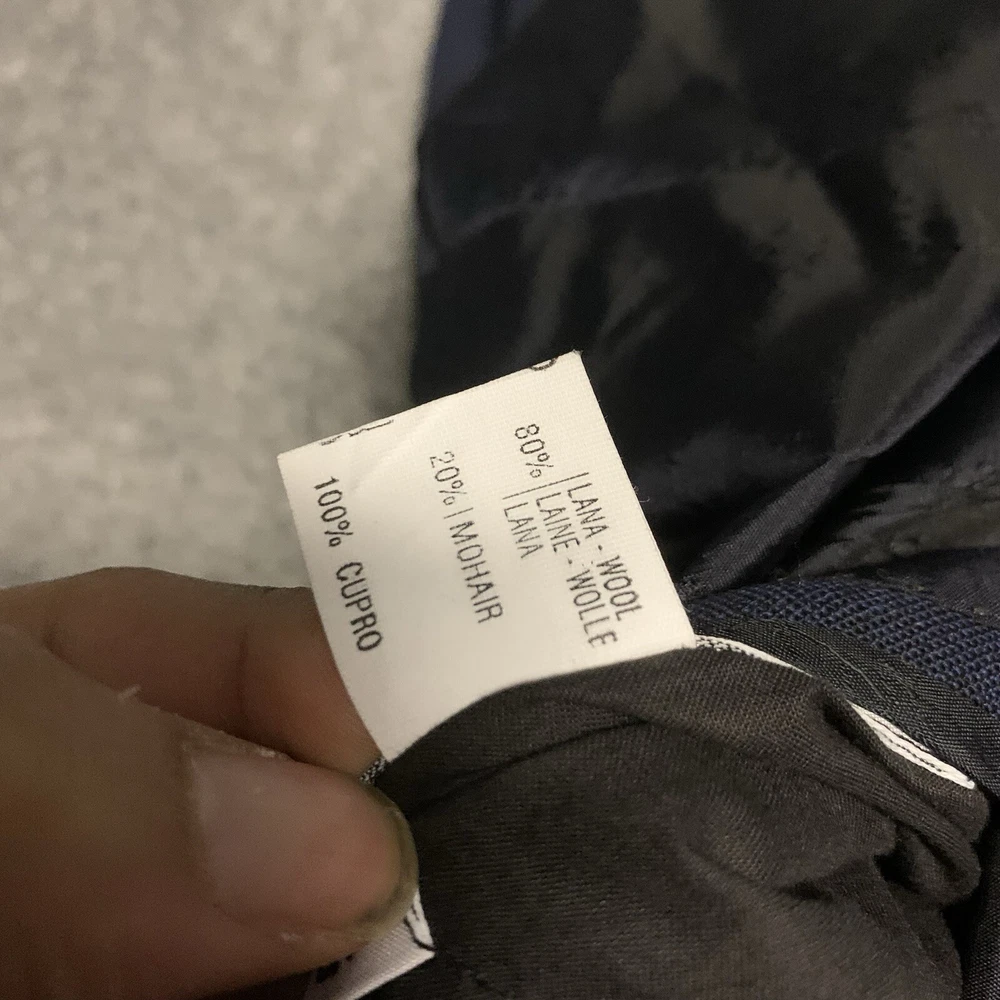 LANA - WOOL
80% | LAINE - WOLLE
LANA
20% | MOHAIR
100% CUPRO